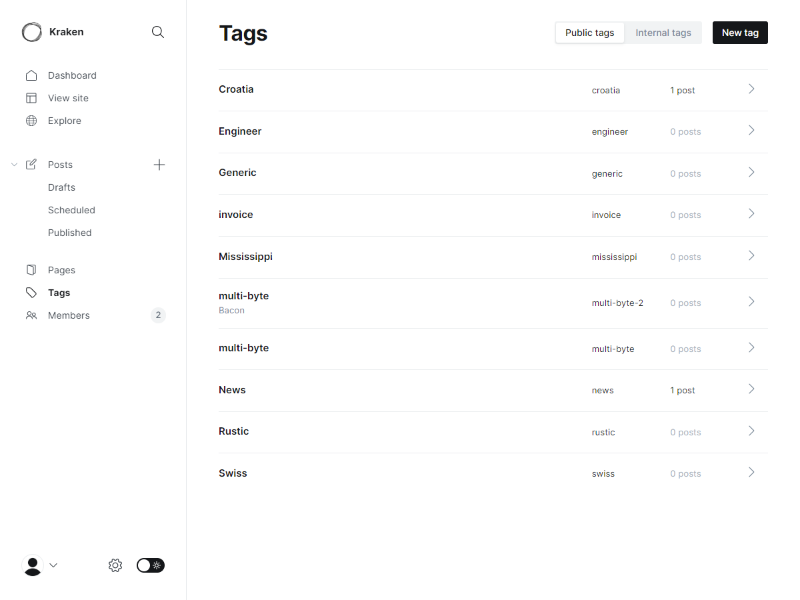 Kraken
Dashboard
View site
Explore
Posts
Drafts
Scheduled
Published
Pages
Tags
Members 2
Tags
Public tags Internal tags New tag
Croatia croatia 1 post
Engineer engineer 0 posts
Generic generic 0 posts
invoice invoice 0 posts
Mississippi mississippi 0 posts
multi-byte multi-byte-2 0 posts
Bacon
multi-byte multi-byte 0 posts
News news 1 post
Rustic rustic 0 posts
Swiss swiss 0 posts